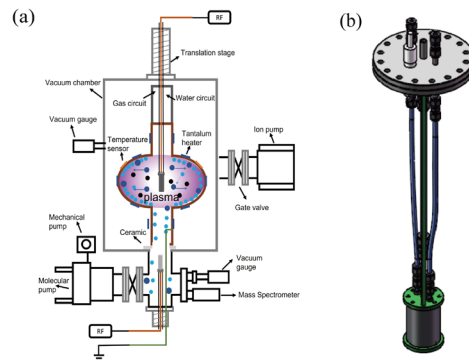 (a)
(b)
RF
Translation stage
Vacuum chamber
Gas circuit
Water circuit
Vacuum gauge
Temperature
sensor
Tantalum
heater
Ion pump
plasma
Gate valve
Mechanical
pump
Ceramic
Molecular
pump
Vacuum
gauge
Mass Spectrometer
RF